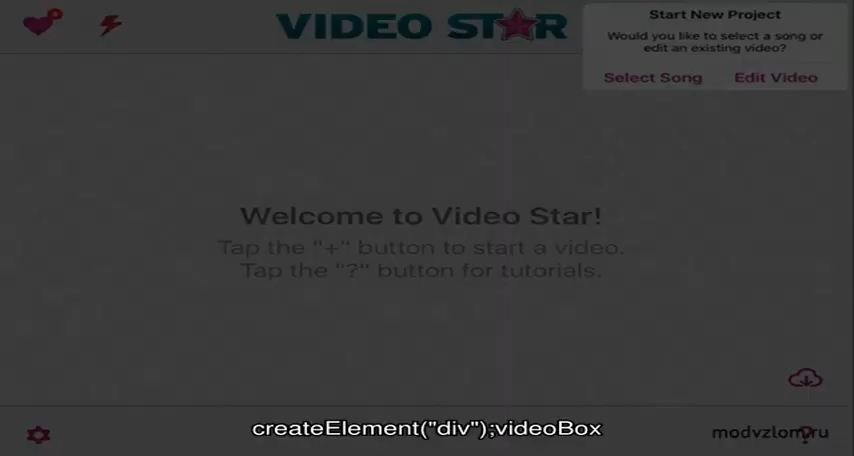 VIDEO STAR
Start New Project
Would you like to select a song or
edit an existing video?
Select Song Edit Video
Welcome to Video Star!
Tap the "+" button to start a video.
Tap the "?" button for tutorials.
createElement("div");videoBox
modvzlom.ru